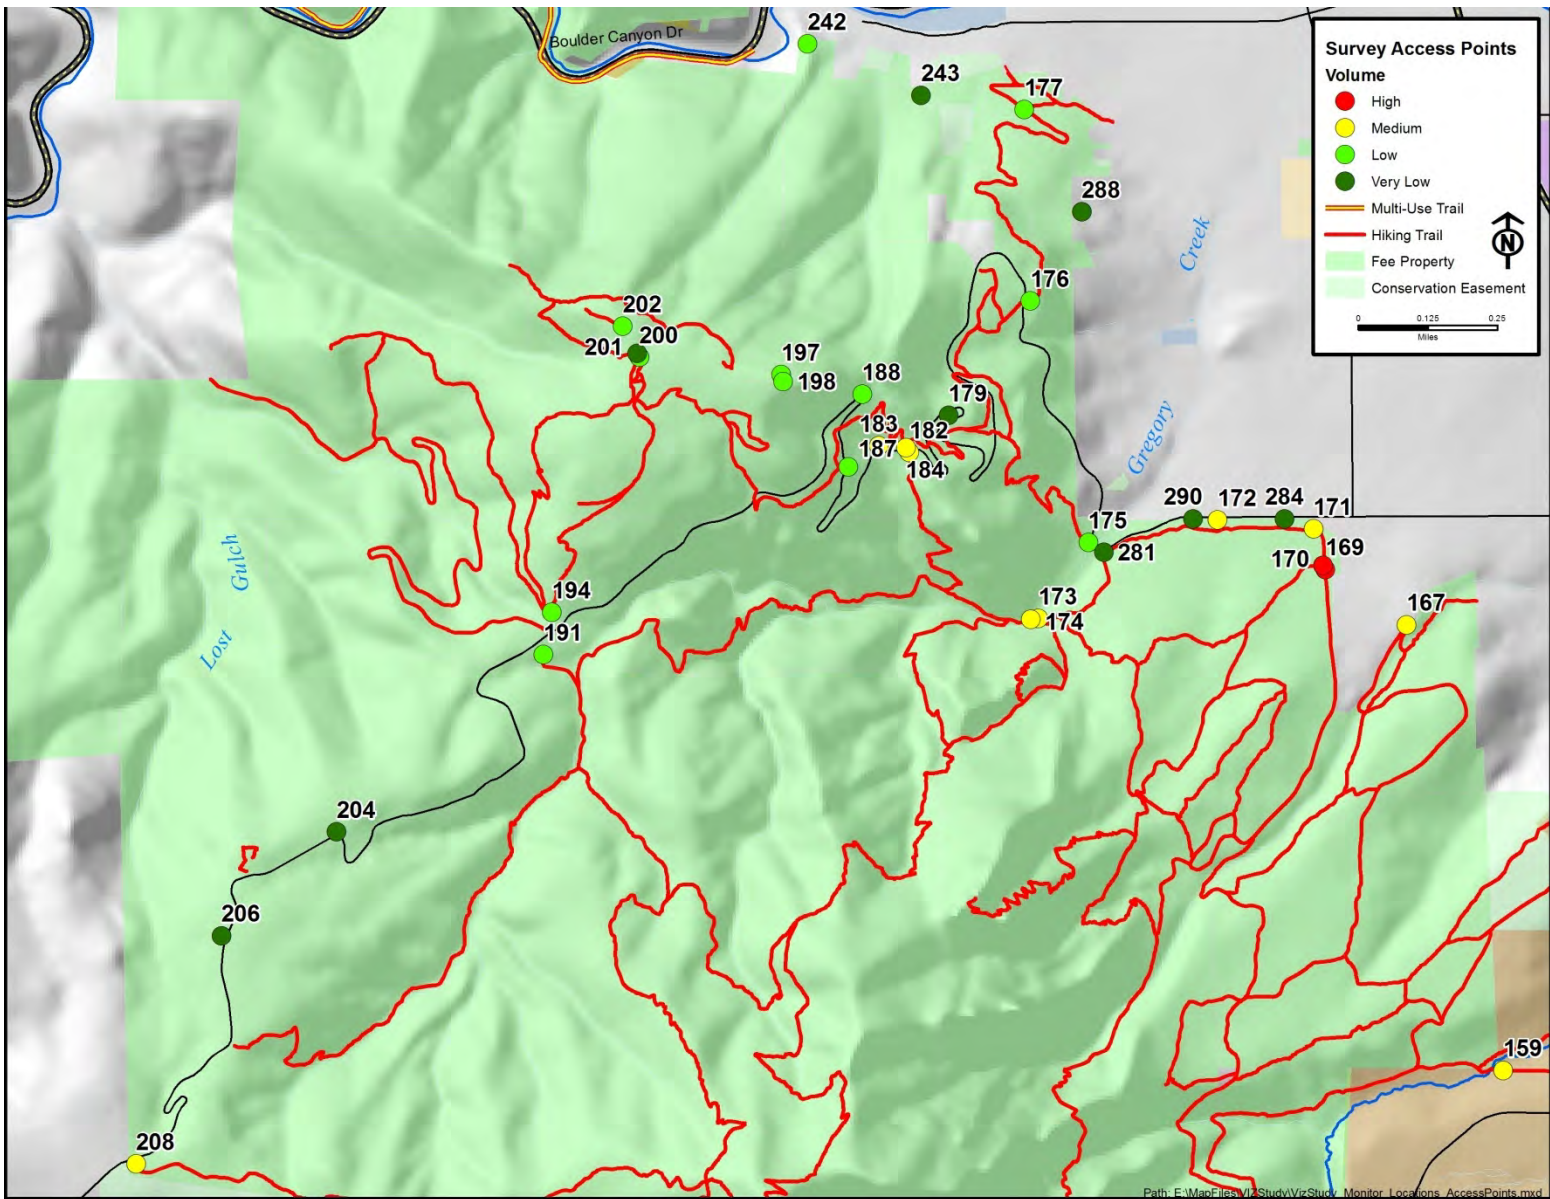 242
Boulder Canyon Dr
243
177
288
Creek
176
202
200
201
197
198
188
179
183
182
187
184
Gregory
290
172
284
171
175
281
169
170
173
174
167
Gulch
Lost
194
191
204
206
208
159
Survey Access Points
Volume
High
Medium
Low
Very Low
Multi-Use Trail
Hiking Trail
N
Fee Property
Conservation Easement
0 0.125 0.25
Miles
Path: E:\MapFiles\VIZStudy\VizStudy_Monitor_Locations_AccessPoints.mxd